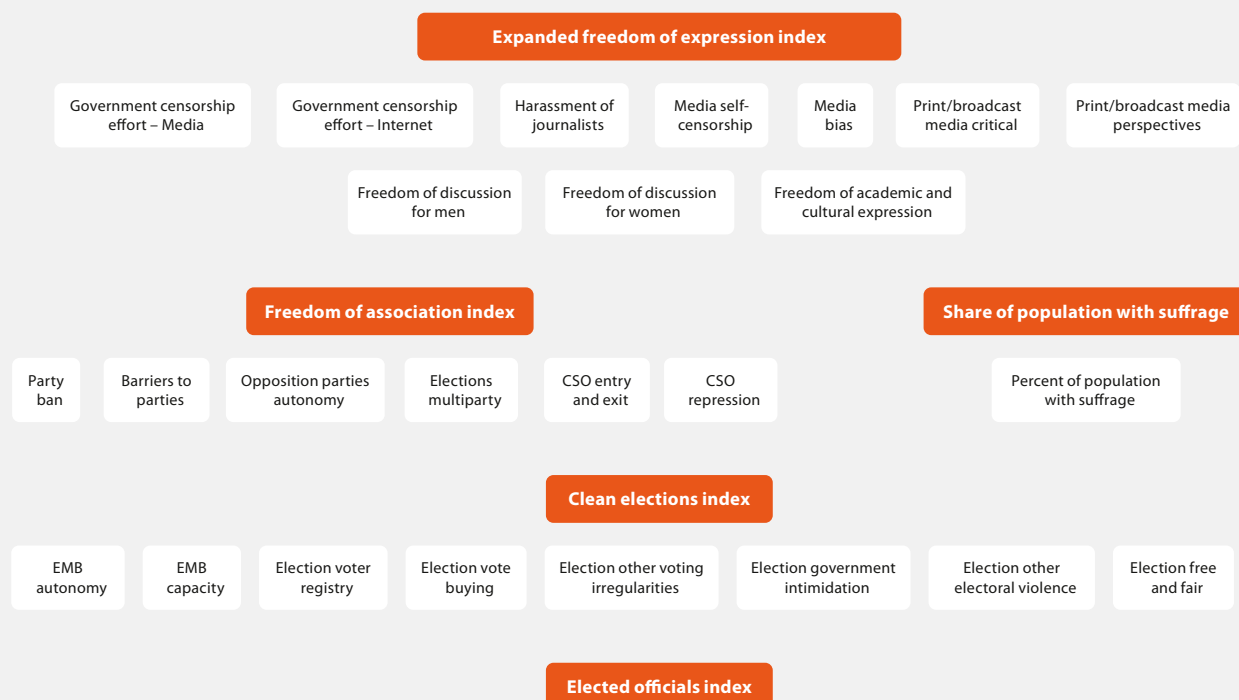 Expanded freedom of expression index
Government censorship
effort – Media
Government censorship
effort – Internet
Harassment of
journalists
Media self-
censorship
Media
bias
Print/broadcast
media critical
Print/broadcast media
perspectives
Freedom of discussion
for men
Freedom of discussion
for women
Freedom of academic and
cultural expression
Freedom of association index
Share of population with suffrage
Party
ban
Barriers to
parties
Opposition parties
autonomy
Elections
multiparty
CSO entry
and exit
CSO
repression
Percent of population
with suffrage
Clean elections index
EMB
autonomy
EMB
capacity
Election voter
registry
Election vote
buying
Election other voting
irregularities
Election government
intimidation
Election other
electoral violence
Election free
and fair
Elected officials index